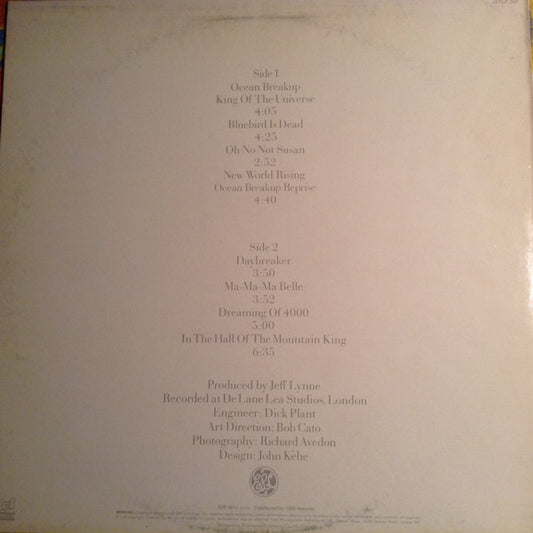 Side 1
Ocean Breakup
King Of The Universe
4:05
Bluebird Is Dead
4:25
Oh No Not Susan
2:52
New World Rising
Ocean Breakup Reprise
4:40
Side 2
Daybreaker
3:50
Ma-Ma-Ma Belle
3:52
Dreaming Of 4000
5:00
In The Hall Of The Mountain King
6:35
Produced by Jeff Lynne
Recorded at De Lane Lea Studios, London
Engineer: Dick Plant
Art Direction: Bob Cato
Photography: Richard Avedon
Design: John Kehe
Distributed by CBS Records